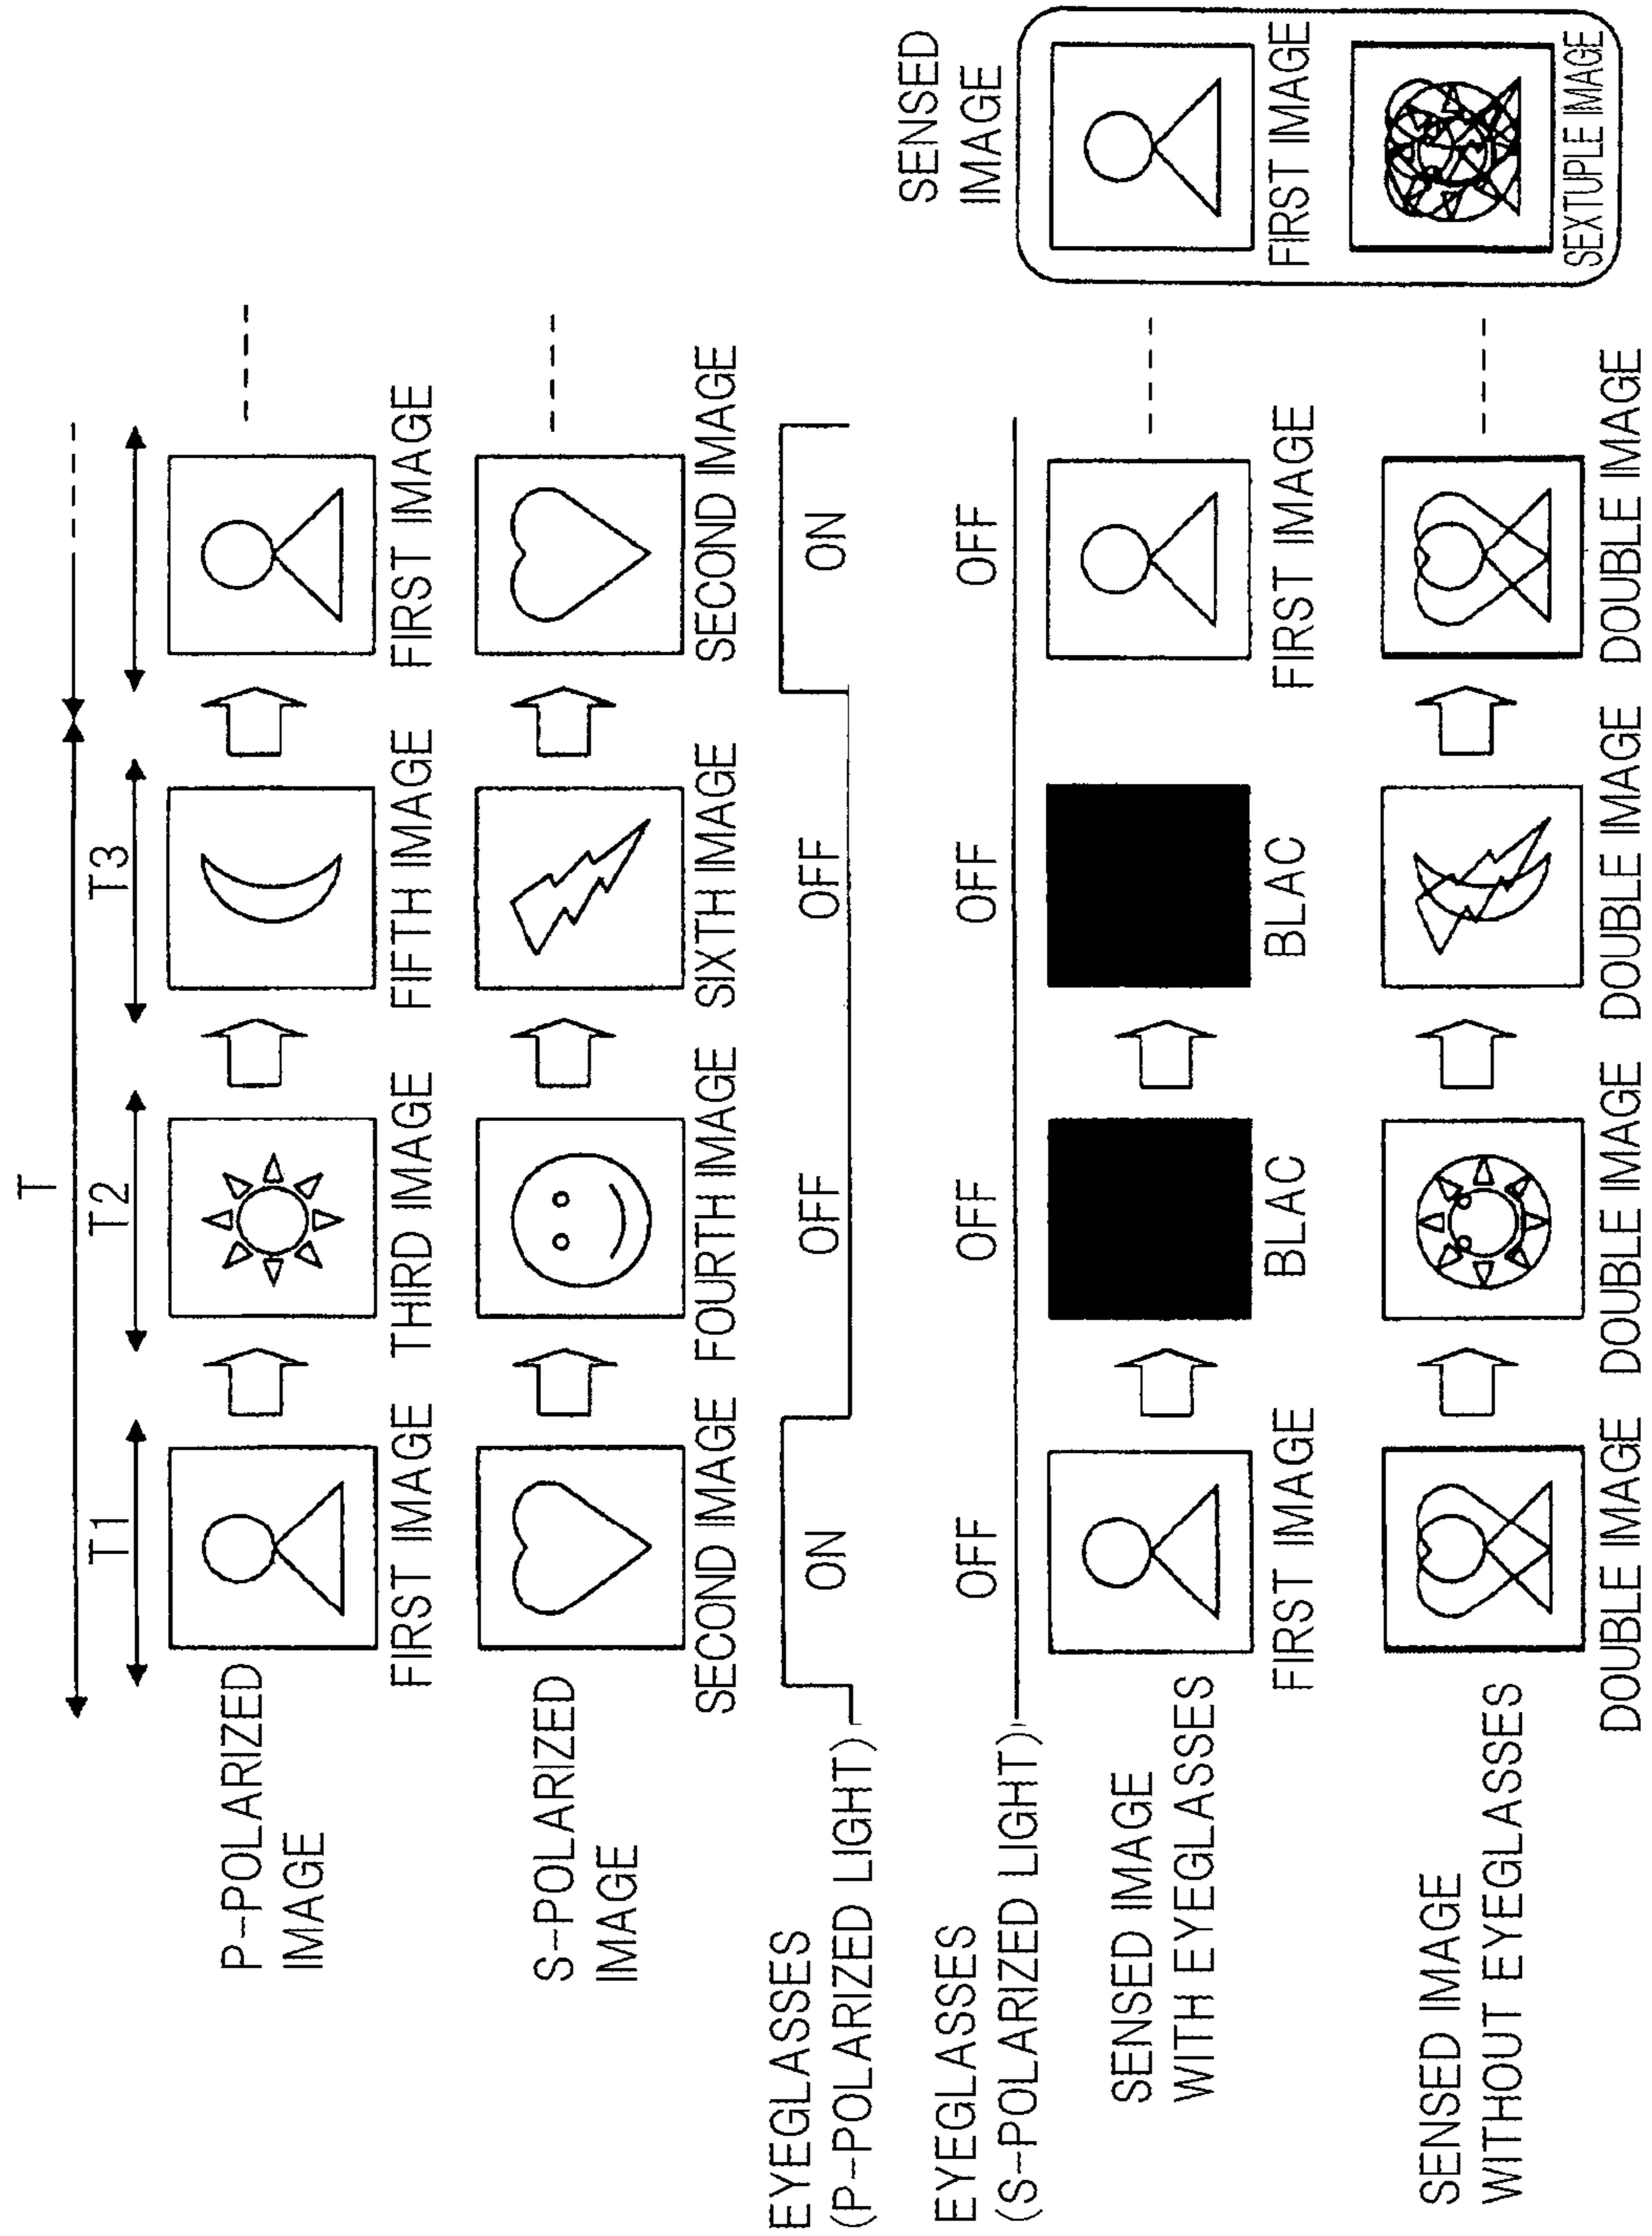 T
T1
T2
T3
P-POLARIZED
IMAGE
FIRST IMAGE
THIRD IMAGE
FIFTH IMAGE
FIRST IMAGE
S-POLARIZED
IMAGE
SECOND IMAGE
FOURTH IMAGE
SIXTH IMAGE
SECOND IMAGE
EYEGLASSES
(P-POLARIZED LIGHT)
ON
OFF
OFF
ON
EYEGLASSES
(S-POLARIZED LIGHT)
OFF
OFF
OFF
OFF
SENSED IMAGE
WITH EYEGLASSES
FIRST IMAGE
BLAC
BLAC
FIRST IMAGE
SENSED IMAGE
WITHOUT EYEGLASSES
DOUBLE IMAGE
DOUBLE IMAGE
DOUBLE IMAGE
DOUBLE IMAGE
SENSED
IMAGE
FIRST IMAGE
SEXTUPLE IMAGE